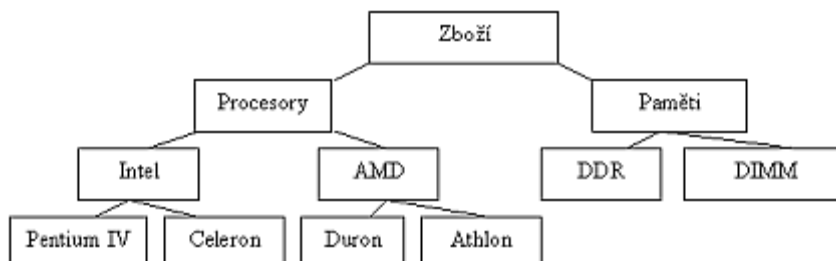 Zboží
Procesory
Paměti
Intel
AMD
DDR
DIMM
Pentium IV
Celeron
Duron
Athlon